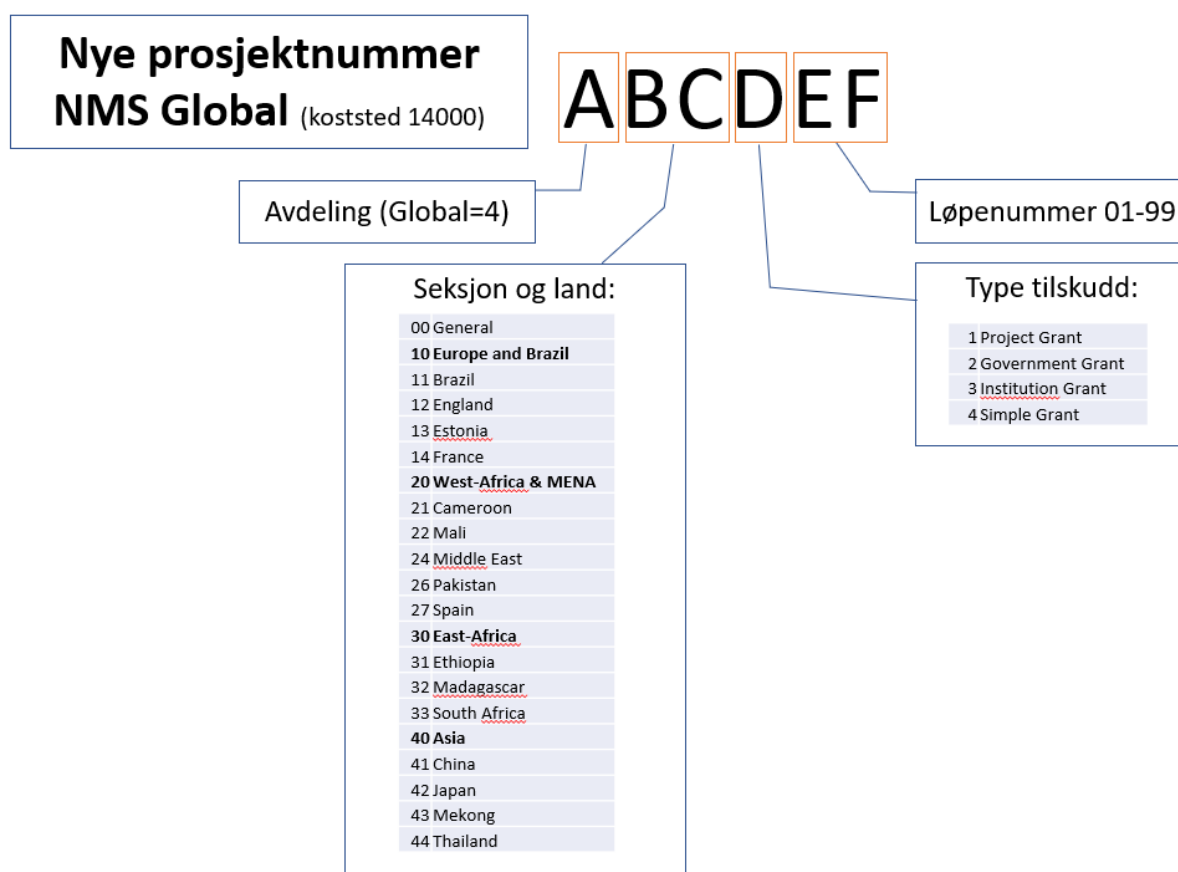 Nye prosjektnummer
NMS Global (koststed 14000)
ABCDEF
Avdeling (Global=4)
Løpenummer 01-99
Seksjon og land:
00 General
10 Europe and Brazil
11 Brazil
12 England
13 Estonia
14 France
20 West-Africa & MENA
21 Cameroon
22 Mali
24 Middle East
26 Pakistan
27 Spain
30 East-Africa
31 Ethiopia
32 Madagascar
33 South Africa
40 Asia
41 China
42 Japan
43 Mekong
44 Thailand
Type tilskudd:
1 Project Grant
2 Government Grant
3 Institution Grant
4 Simple Grant